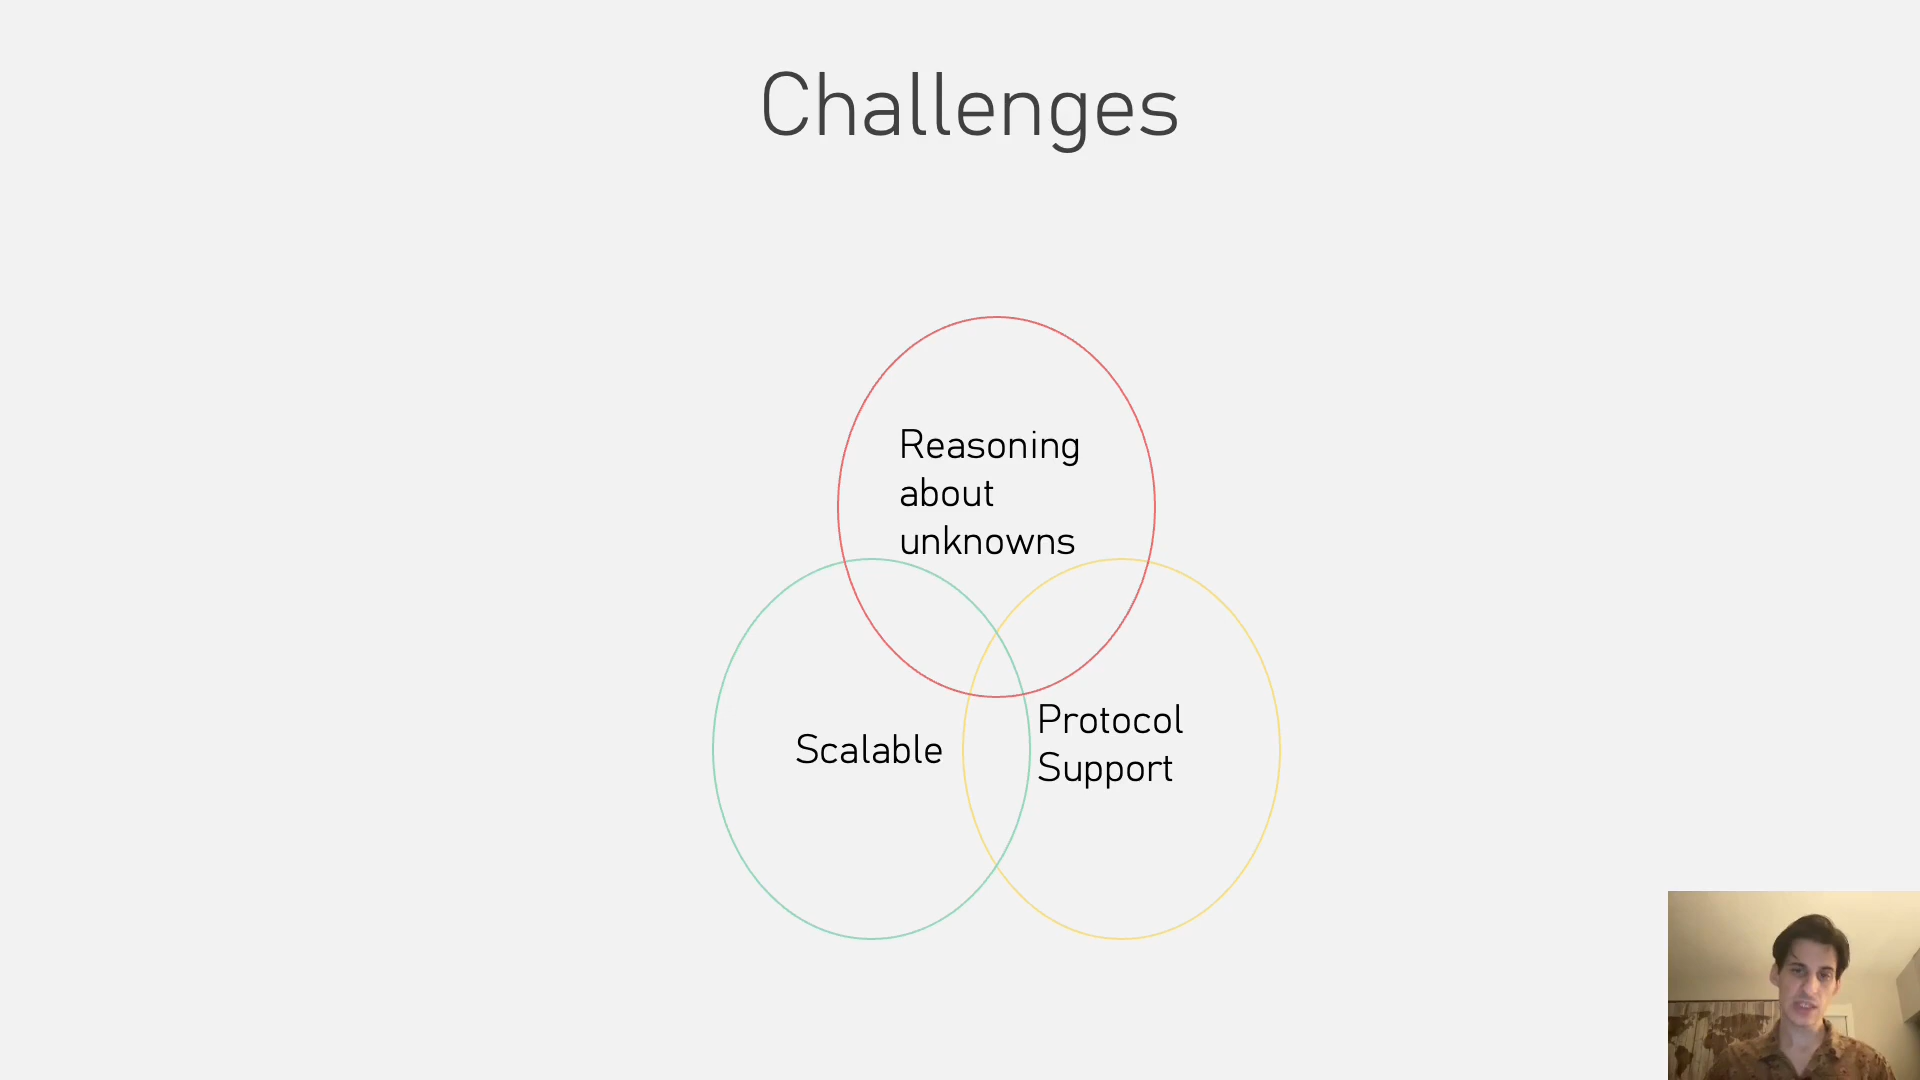 Challenges
Reasoning
about
unknowns
Scalable
Protocol
Support